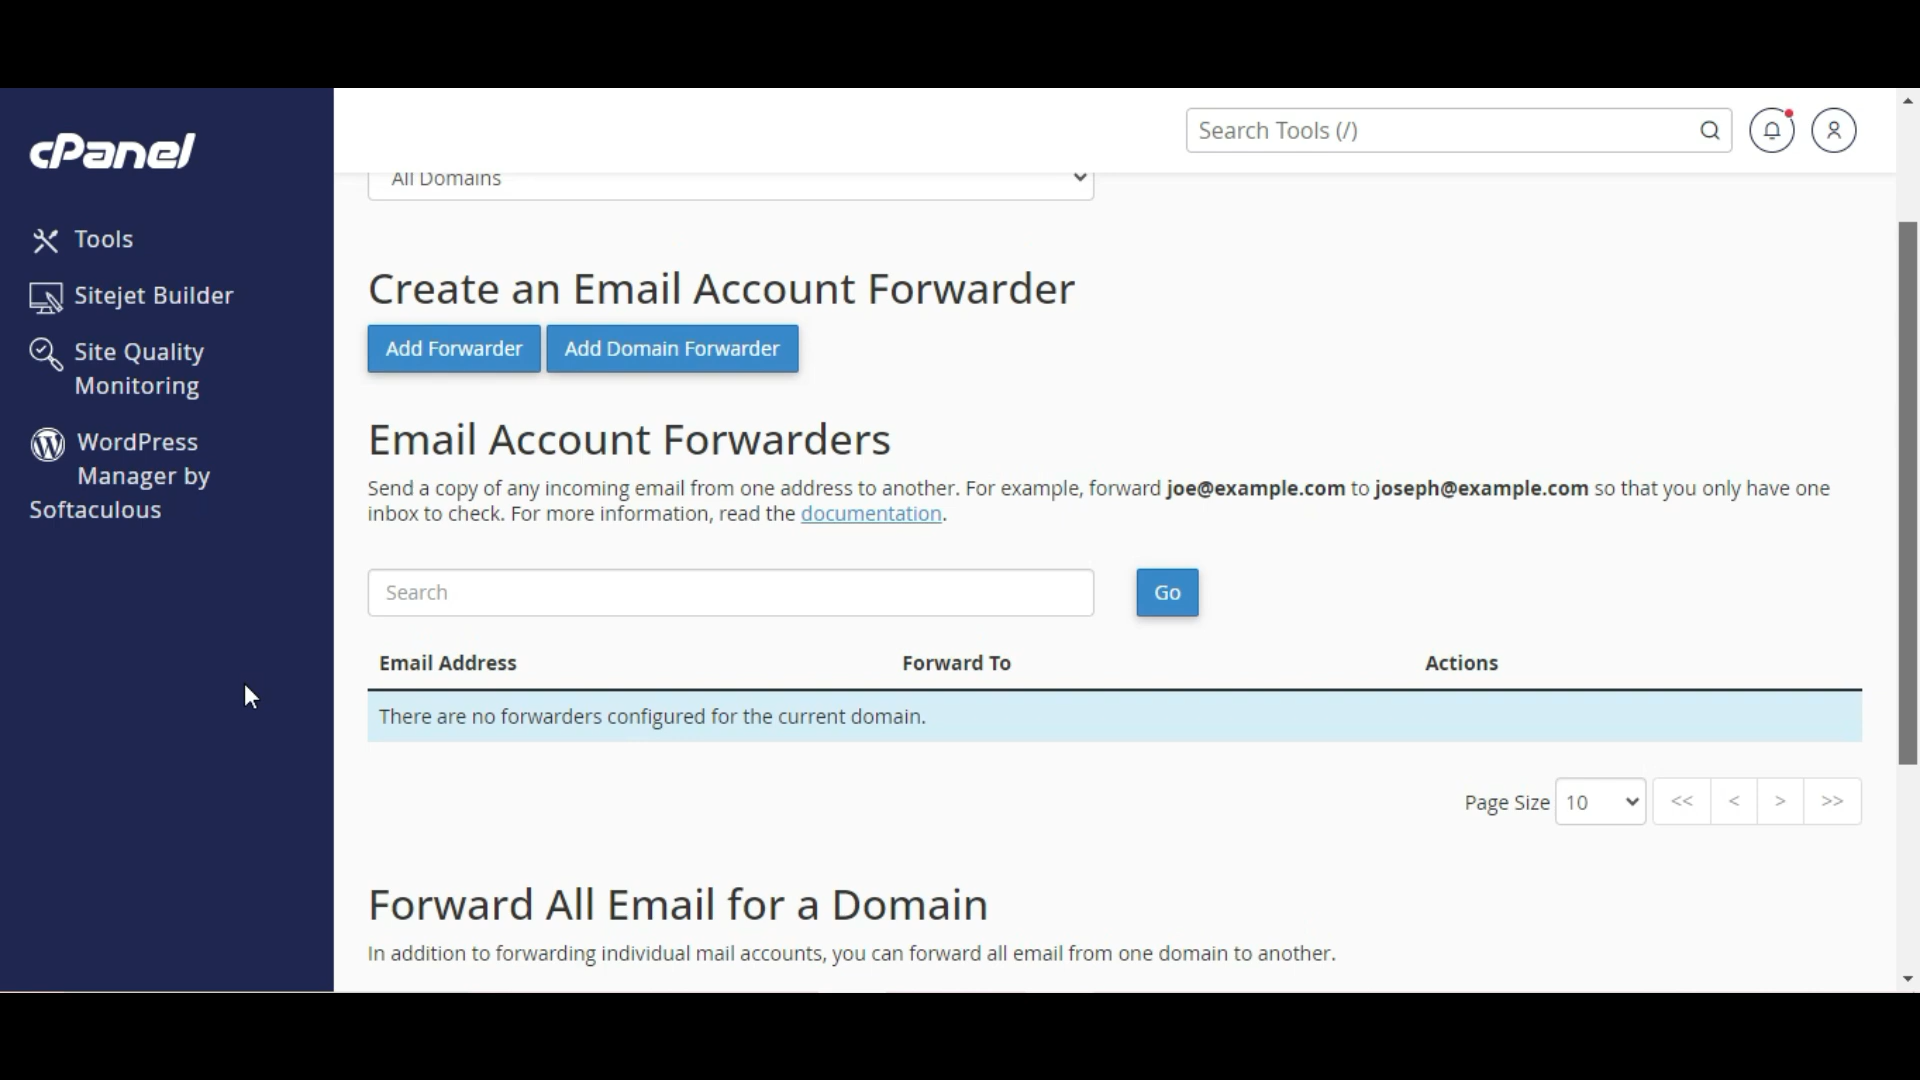 cPanel
Search Tools (/)
Tools
Sitejet Builder
Site Quality
Monitoring
WordPress
Manager by
Softaculous
All Domains
Create an Email Account Forwarder
Add Forwarder
Add Domain Forwarder
Email Account Forwarders
Send a copy of any incoming email from one address to another. For example, forward joe@example.com to joseph@example.com so that you only have one
inbox to check. For more information, read the documentation.
Search
Go
Email Address Forward To Actions
There are no forwarders configured for the current domain.
Page Size 10 << < > >>
Forward All Email for a Domain
In addition to forwarding individual mail accounts, you can forward all email from one domain to another.